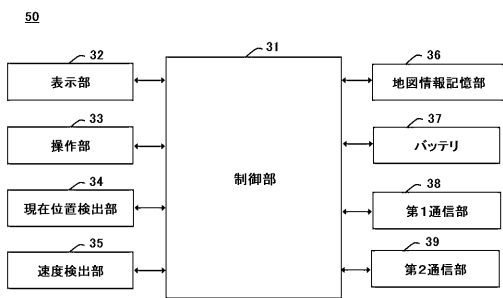 50
32
表示部
33
操作部
34
現在位置検出部
35
速度検出部
31
制御部
36
地図情報記憶部
37
バッテリ
38
第1通信部
39
第2通信部